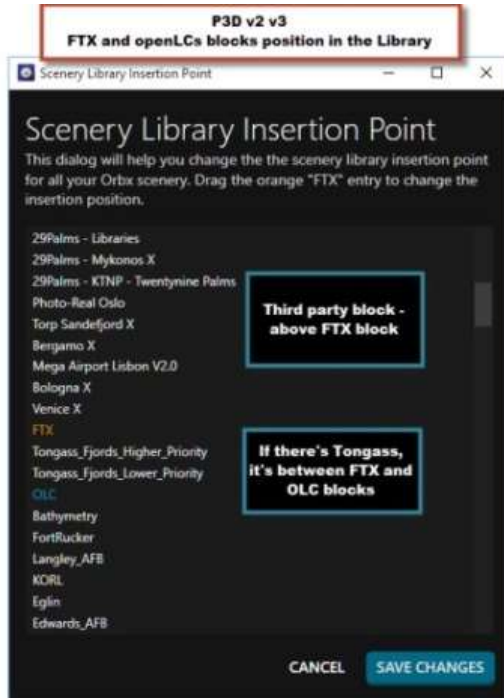 P3D v2 v3
FTX and openLCs blocks position in the Library
Scenery Library Insertion Point
Scenery Library Insertion Point
This dialog will help you change the the scenery library insertion point
for all your Orbx scenery. Drag the orange "FTX" entry to change the
insertion position.
29Palms - Libraries
29Palms - Mykonos X
29Palms - KTNP - Twentynine Palms
Photo-Real Oslo
Torp Sandefjord X
Bergamo X
Mega Airport Lisbon V2.0
Bologna X
Venice X
Third party block -
above FTX block
FTX
Tongass_Fjords_Higher_Priority
Tongass_Fjords_Lower_Priority
OLC
If there's Tongass,
it's between FTX and
OLC blocks
Bathymetry
FortRucker
Langley_AFB
KORL
Eglin
Edwards_AFB
CANCEL
SAVE CHANGES